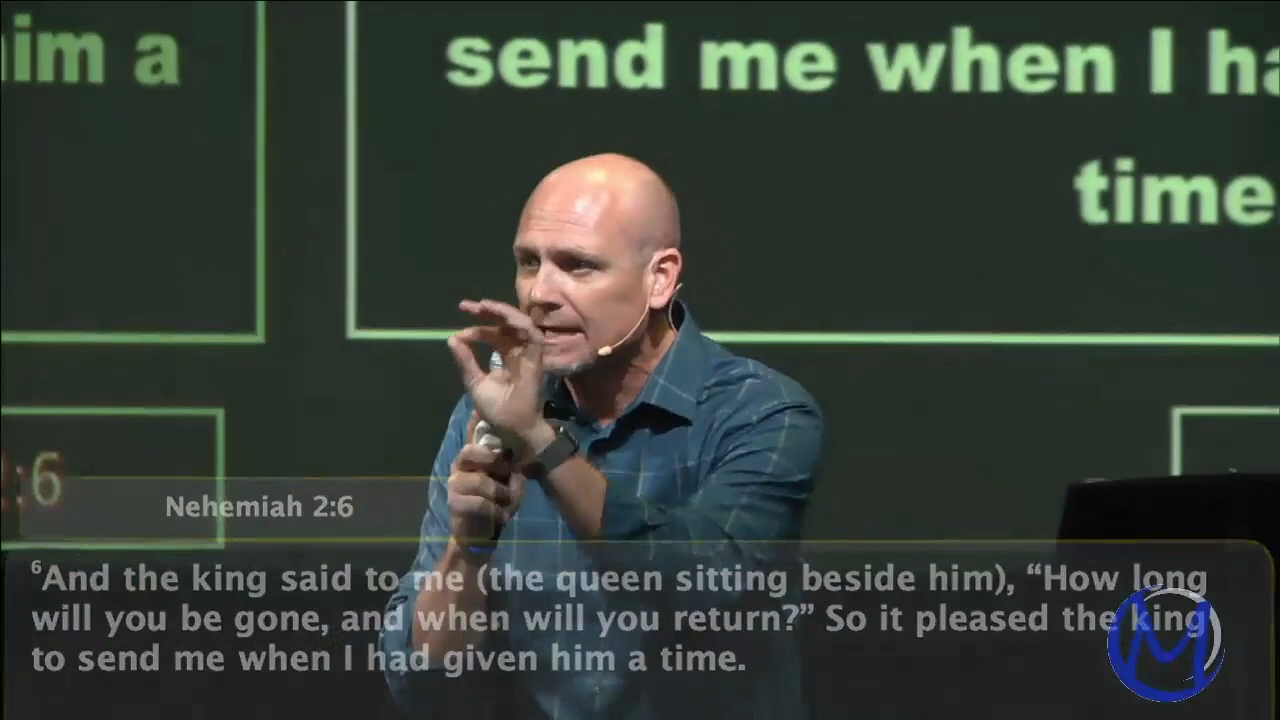 him a
send me when I ha
time
:6
Nehemiah 2:6
⁶And the king said to me (the queen sitting beside him), “How long
will you be gone, and when will you return?” So it pleased the king
to send me when I had given him a time.